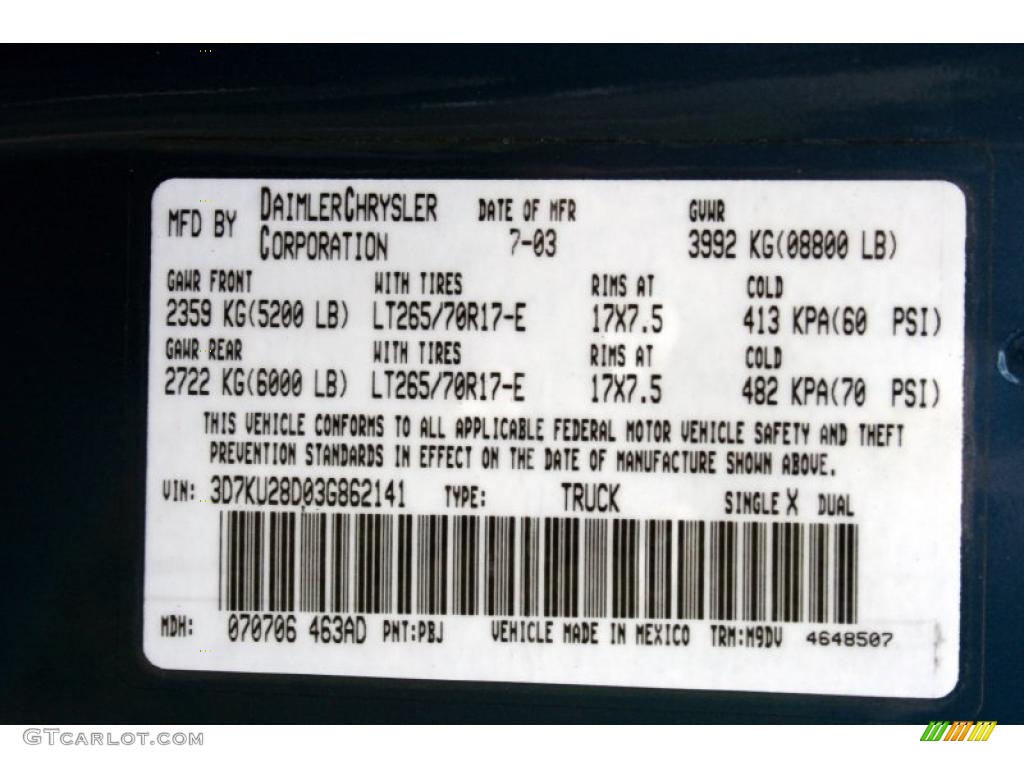 MFD BY DAIMLERCHRYSLER CORPORATION DATE OF MFR 7-03 GVWR 3992 KG(08800 LB)
GAWR FRONT WITH TIRES RIMS AT COLD
2359 KG(5200 LB) LT265/70R17-E 17X7.5 413 KPA(60 PSI)
GAWR REAR WITH TIRES RIMS AT COLD
2722 KG(6000 LB) LT265/70R17-E 17X7.5 482 KPA(70 PSI)
THIS VEHICLE CONFORMS TO ALL APPLICABLE FEDERAL MOTOR VEHICLE SAFETY AND THEFT
PREVENTION STANDARDS IN EFFECT ON THE DATE OF MANUFACTURE SHOWN ABOVE.
VIN: 3D7KU28D03G862141 TYPE: TRUCK SINGLE X DUAL
MDH: 070706 463AD PNT:PBJ VEHICLE MADE IN MEXICO TRM:M9DV 4648507
GTCARLOT.COM